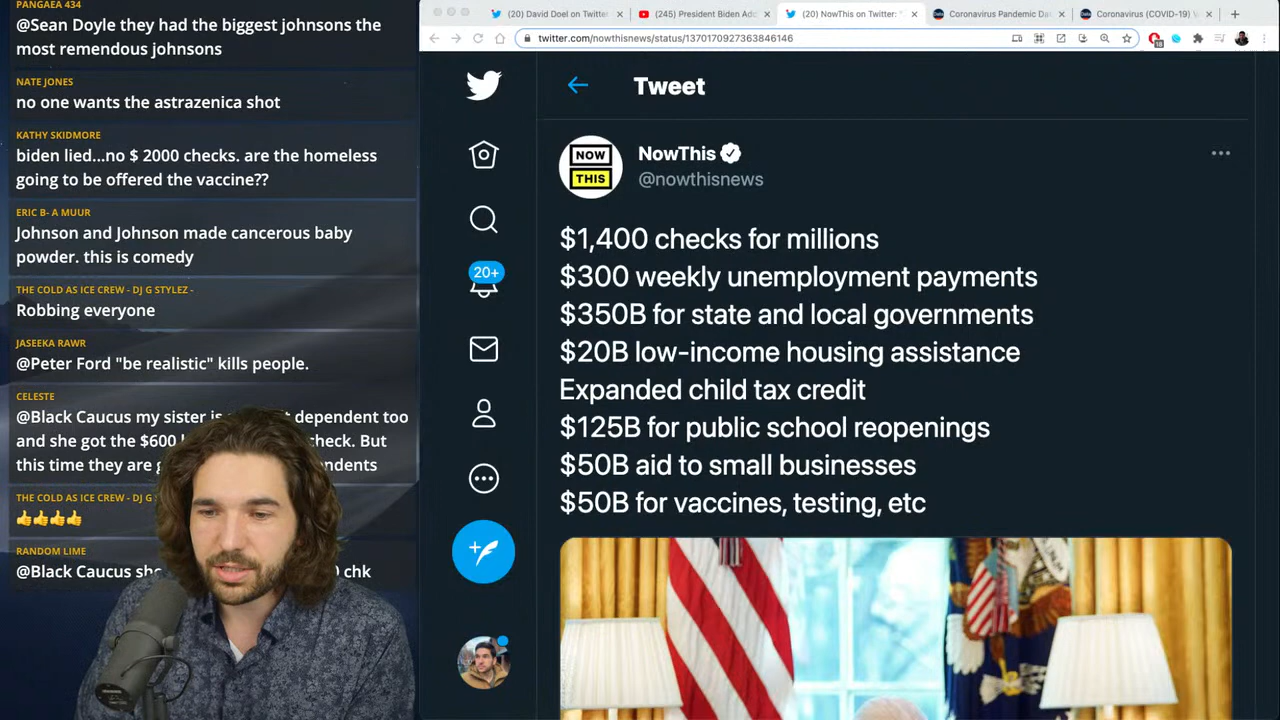 PANGAEA 434
@Sean Doyle they had the biggest johnsons the
most remendous johnsons
NATE JONES
no one wants the astrazenica shot
KATHY SKIDMORE
biden lied...no $ 2000 checks. are the homeless
going to be offered the vaccine??
ERIC B- A MUUR
Johnson and Johnson made cancerous baby
powder. this is comedy
THE COLD AS ICE CREW - DJ G STYLEZ -
Robbing everyone
JASEEKA RAWR
@Peter Ford "be realistic" kills people.
CELESTE
@Black Caucus my sister is dependent too
and she got the $600 check. But
this time they are
THE COLD AS ICE CREW - DJ G
👍👍👍👍
RANDOM LIME
@Black Caucus chk
(20) David Doel on Twitter
(245) President Biden Ad
(20) NowThis on Twitter: "
Coronavirus Pandemic Da
Coronavirus (COVID-19) V
twitter.com/nowthisnews/status/1370170927363846146
18
Tweet
NOW
THIS
NowThis
@nowthisnews
20+
$1,400 checks for millions
$300 weekly unemployment payments
$350B for state and local governments
$20B low-income housing assistance
Expanded child tax credit
$125B for public school reopenings
$50B aid to small businesses
$50B for vaccines, testing, etc